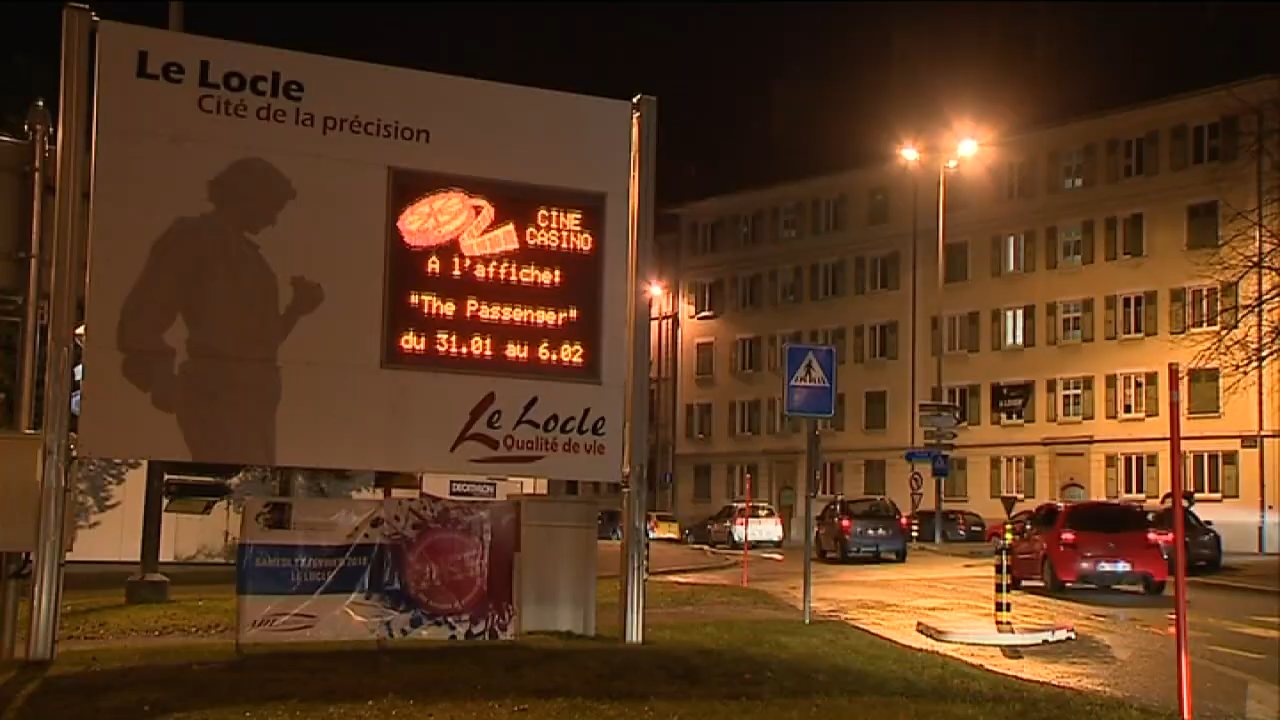 Le Locle
Cité de la précision
CINE
CASINO
A l'affiche:
"The Passenger"
du 31.01 au 6.02
Le Locle
Qualité de vie
DECATHLON
SAMEDI
LE LOCLE